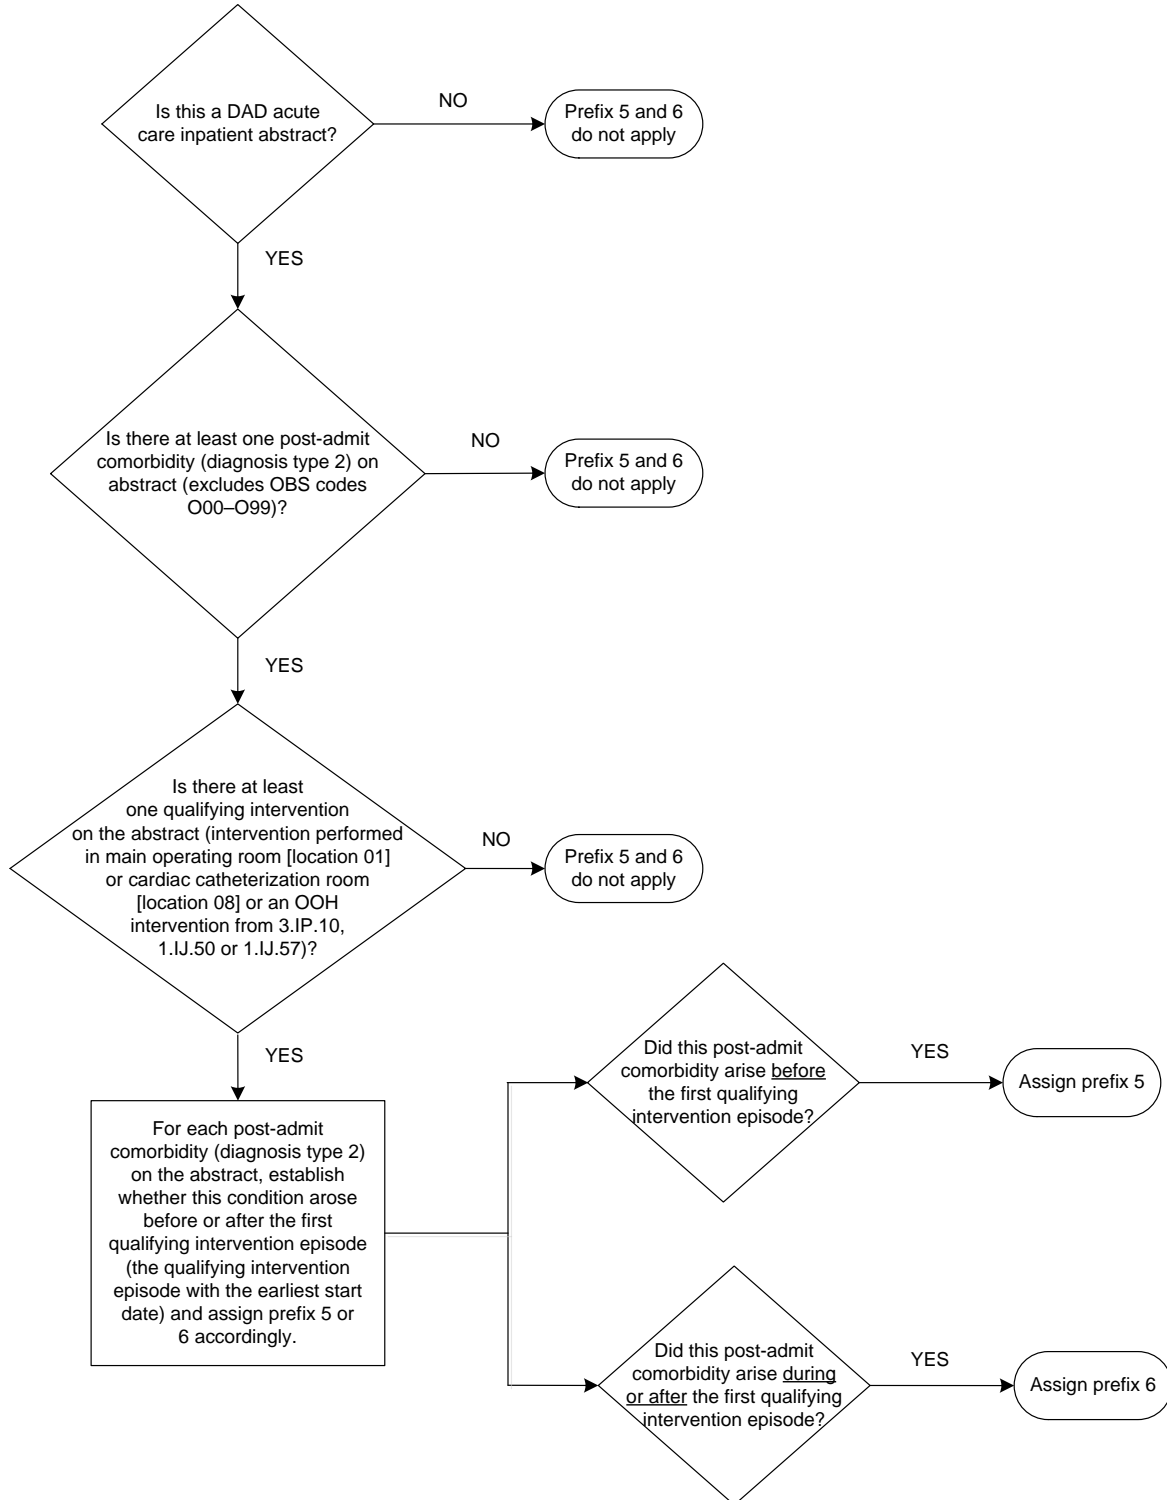 Is this a DAD acute
care inpatient abstract?
NO
Prefix 5 and 6
do not apply
YES
Is there at least one post-admit
comorbidity (diagnosis type 2) on
abstract (excludes OBS codes
O00–O99)?
NO
Prefix 5 and 6
do not apply
YES
Is there at least
one qualifying intervention
on the abstract (intervention performed
in main operating room [location 01]
or cardiac catheterization room
[location 08] or an OOH
intervention from 3.IP.10,
1.IJ.50 or 1.IJ.57)?
NO
Prefix 5 and 6
do not apply
YES
For each post-admit
comorbidity (diagnosis type 2)
on the abstract, establish
whether this condition arose
before or after the first
qualifying intervention episode
(the qualifying intervention
episode with the earliest start
date) and assign prefix 5 or
6 accordingly.
Did this post-admit
comorbidity arise before
the first qualifying
intervention episode?
YES
Assign prefix 5
Did this post-admit
comorbidity arise during
or after the first qualifying
intervention episode?
YES
Assign prefix 6